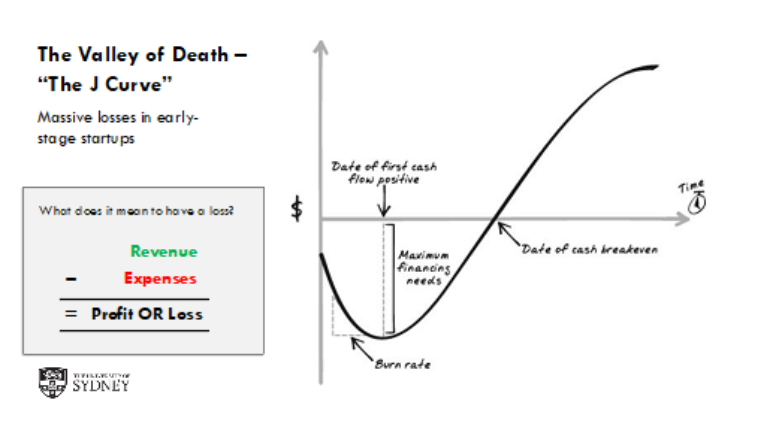 The Valley of Death –
“The J Curve”
Massive losses in early-
stage startups
What does it mean to have a loss?
Revenue
– Expenses
= Profit OR Loss
THE UNIVERSITY OF
SYDNEY
$
Date of first cash
flow positive
Time
Maximum
financing
needs
Date of cash breakeven
Burn rate